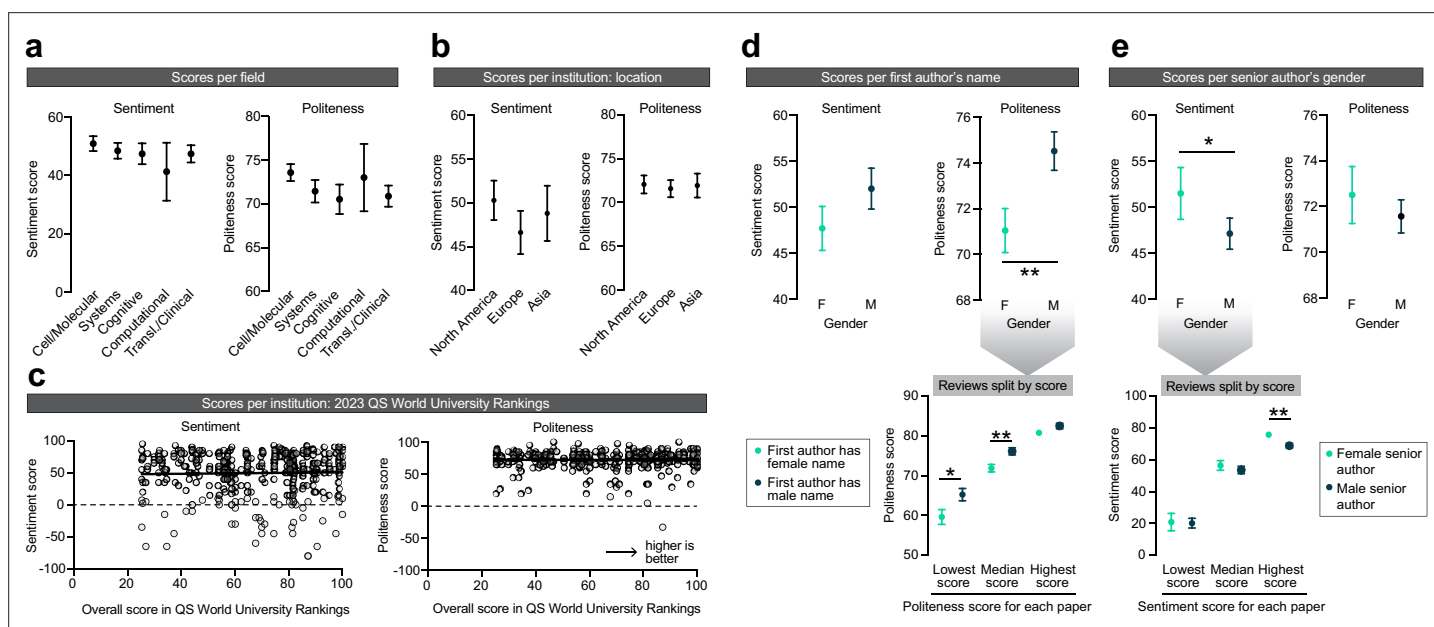 a
Scores per field
Sentiment
Politeness
Sentiment score
60
40
20
0
Cell/Molecular
Systems
Cognitive
Computational
Transl./Clinical
Politeness score
80
75
70
65
60
Cell/Molecular
Systems
Cognitive
Computational
Transl./Clinical
b
Scores per institution: location
Sentiment
Politeness
Sentiment score
60
55
50
45
40
North America
Europe
Asia
Politeness score
80
75
70
65
60
North America
Europe
Asia
c
Scores per institution: 2023 QS World University Rankings
Sentiment
Politeness
Sentiment score
100
50
0
-50
-100
0
20
40
60
80
100
Overall score in QS World University Rankings
Politeness score
100
50
0
-50
-100
0
20
40
60
80
100
higher is
better
Overall score in QS World University Rankings
d
Scores per first author's name
Sentiment
Politeness
Sentiment score
60
55
50
45
40
F
M
Gender
Politeness score
76
74
72
70
68
**
F
M
Gender
Reviews split by score
Politeness score
90
80
70
60
50
*
**
Lowest
score
Median
score
Highest
score
Politeness score for each paper
First author has
female name
First author has
male name
e
Scores per senior author's gender
Sentiment
Politeness
Sentiment score
60
55
50
45
40
*
F
M
Gender
Politeness score
76
74
72
70
68
F
M
Gender
Reviews split by score
Sentiment score
100
80
60
40
20
0
**
Lowest
score
Median
score
Highest
score
Sentiment score for each paper
Female senior
author
Male senior
author